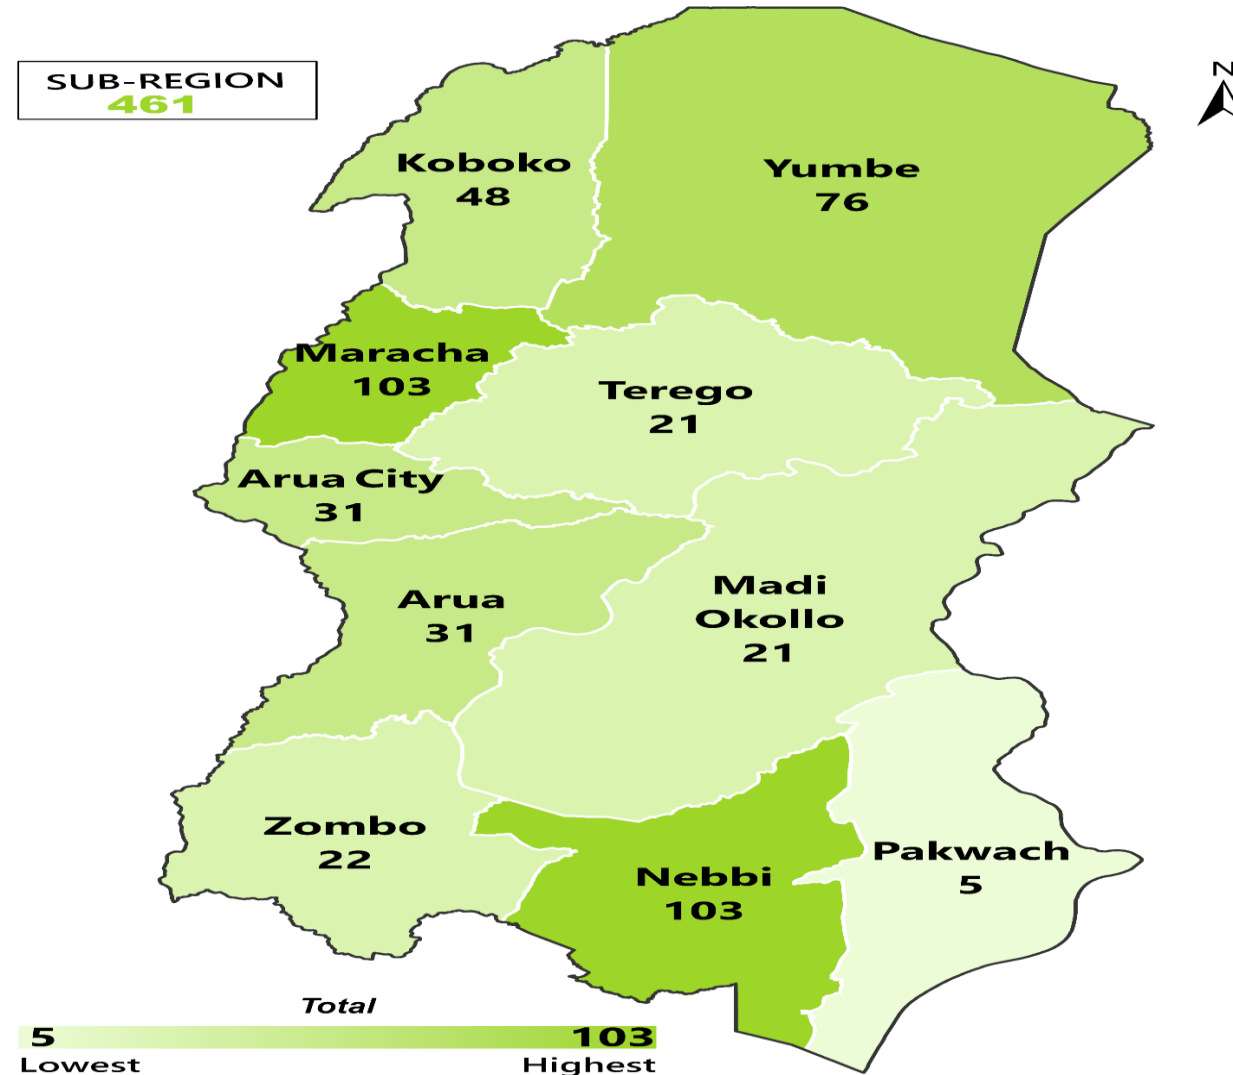 SUB-REGION
461
N
Koboko
48
Yumbe
76
Maracha
103
Terego
21
Arua City
31
Arua
31
Madi
Okollo
21
Zombo
22
Nebbi
103
Pakwach
5
Total
5 103
Lowest Highest